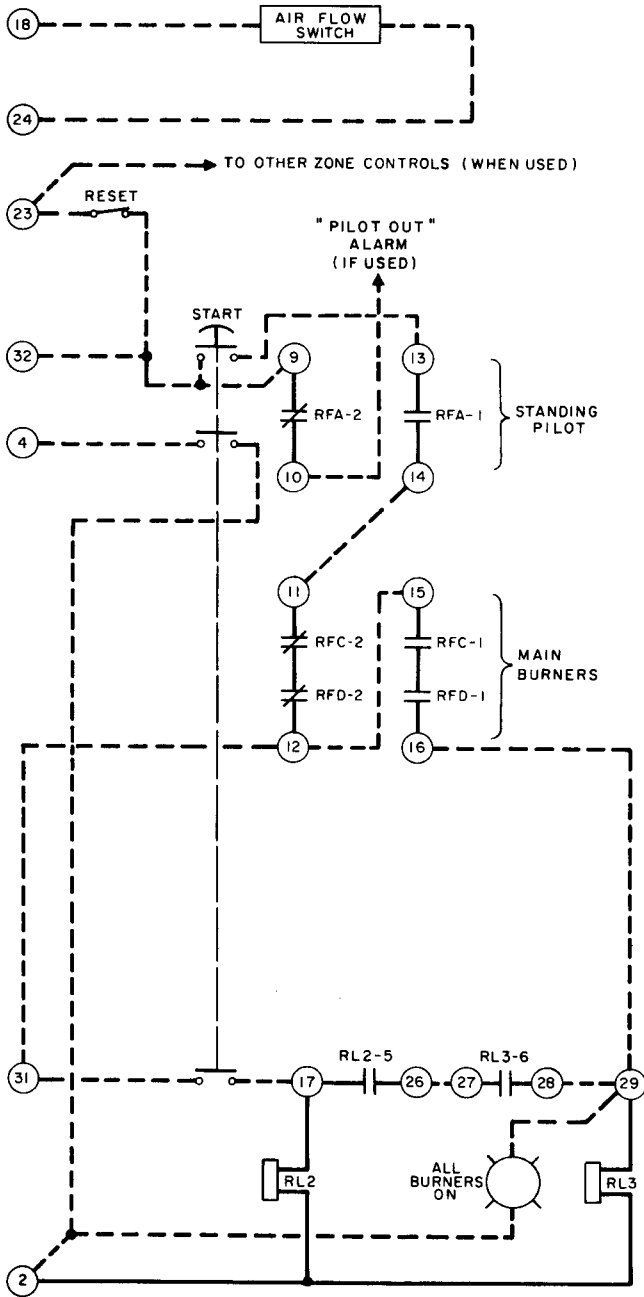 18
AIR FLOW
SWITCH
24
TO OTHER ZONE CONTROLS (WHEN USED)
23
RESET
"PILOT OUT"
ALARM
(IF USED)
START
32
9
13
RFA-2
RFA-1
STANDING
PILOT
4
10
14
11
15
RFC-2
RFC-1
RFD-2
RFD-1
MAIN
BURNERS
12
16
31
17
RL2-5
26
27
RL3-6
28
29
RL2
ALL
BURNERS
ON
RL3
2